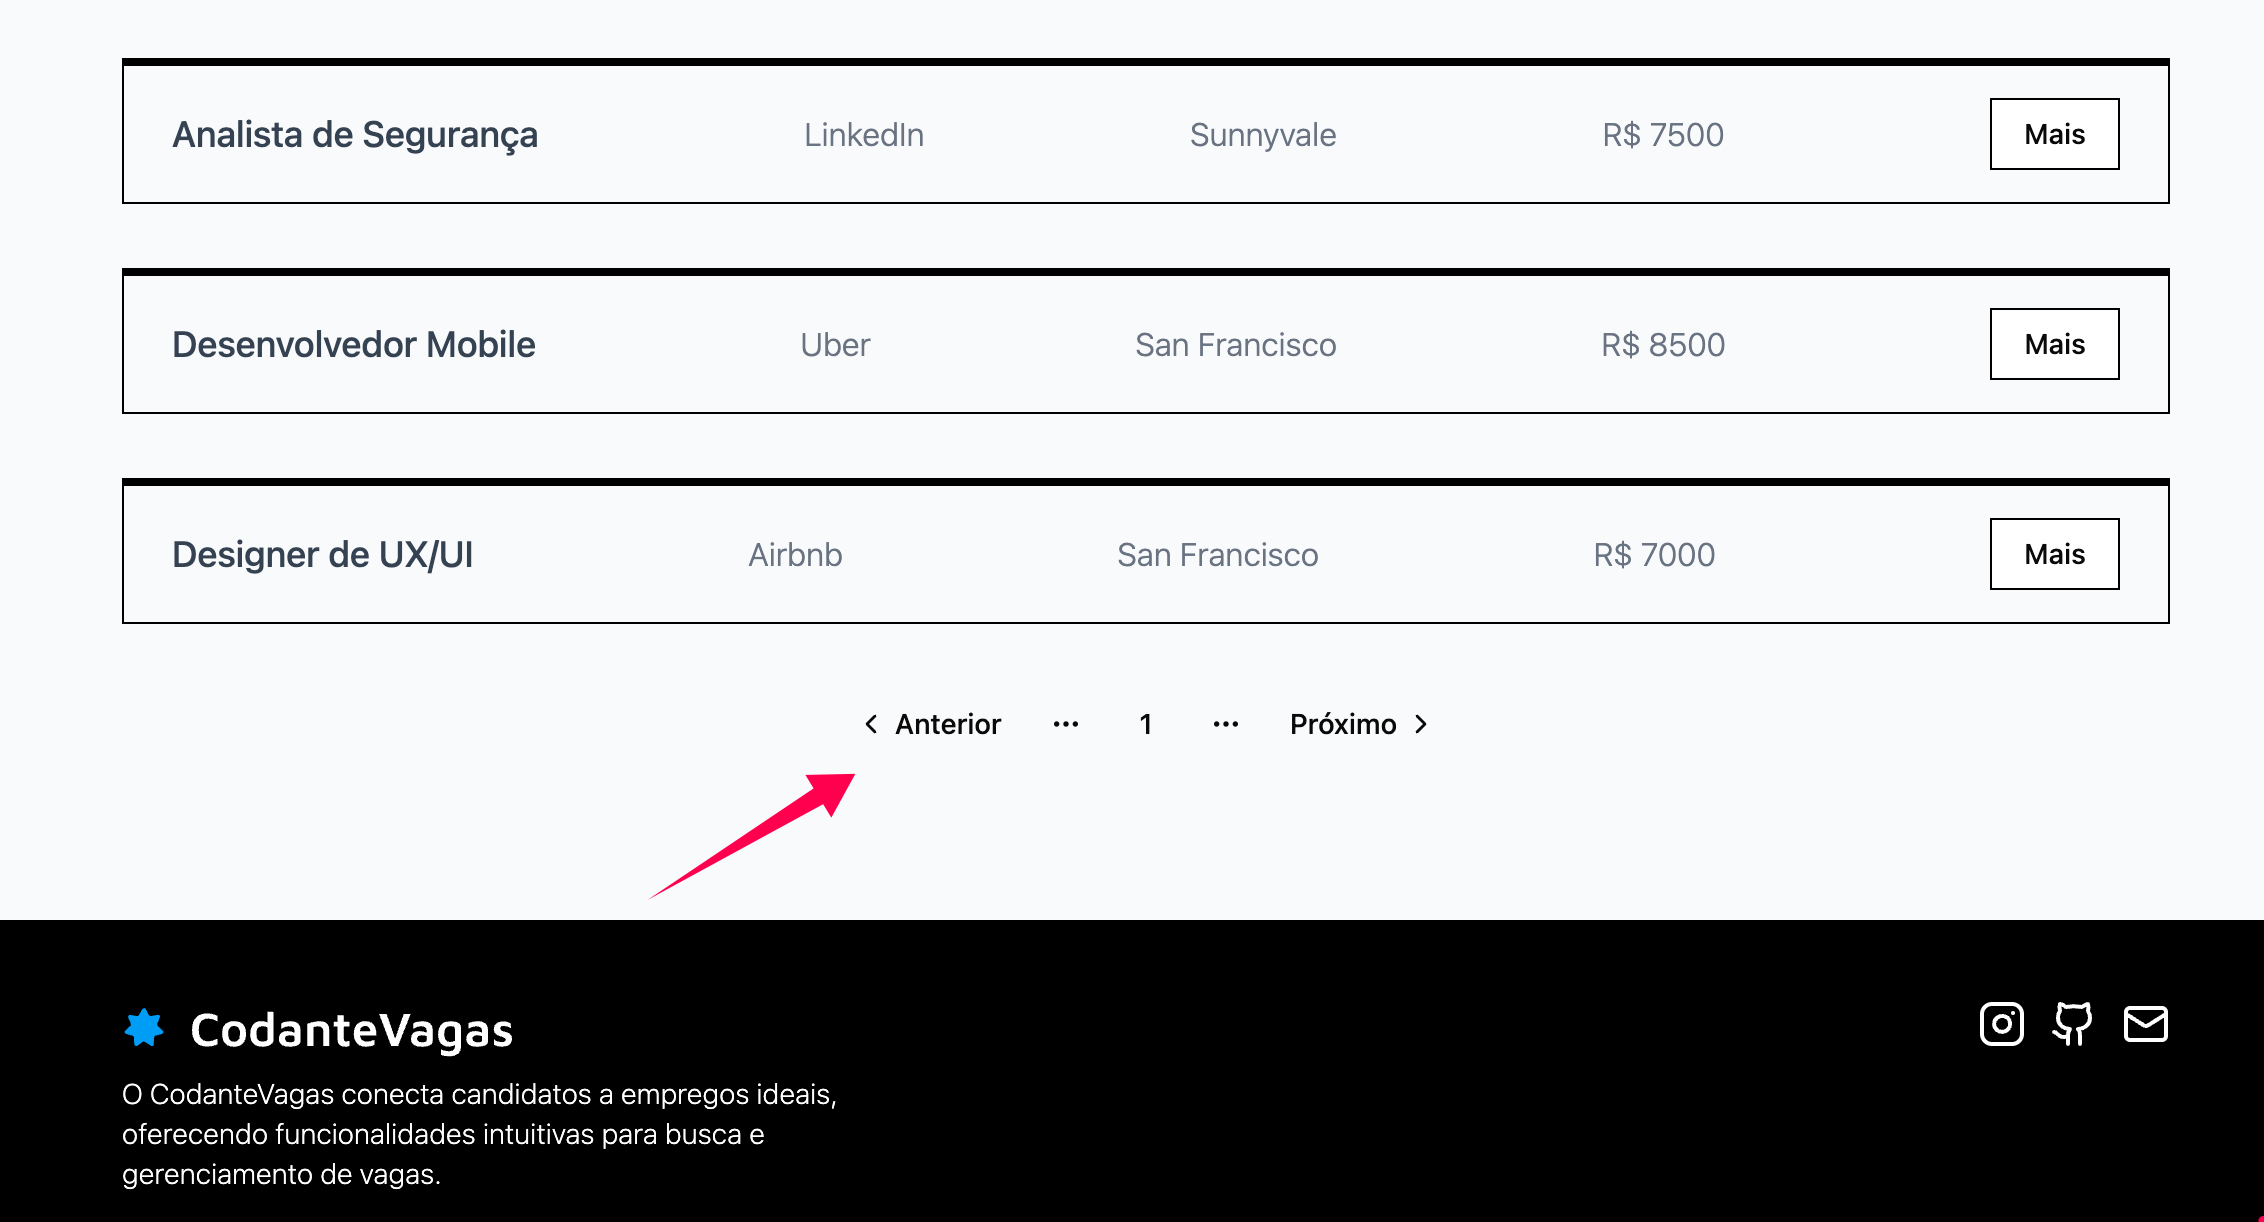 Analista de Segurança LinkedIn Sunnyvale R$ 7500 Mais
Desenvolvedor Mobile Uber San Francisco R$ 8500 Mais
Designer de UX/UI Airbnb San Francisco R$ 7000 Mais
Anterior ... 1 ... Próximo
CodanteVagas
O CodanteVagas conecta candidatos a empregos ideais,
oferecendo funcionalidades intuitivas para busca e
gerenciamento de vagas.